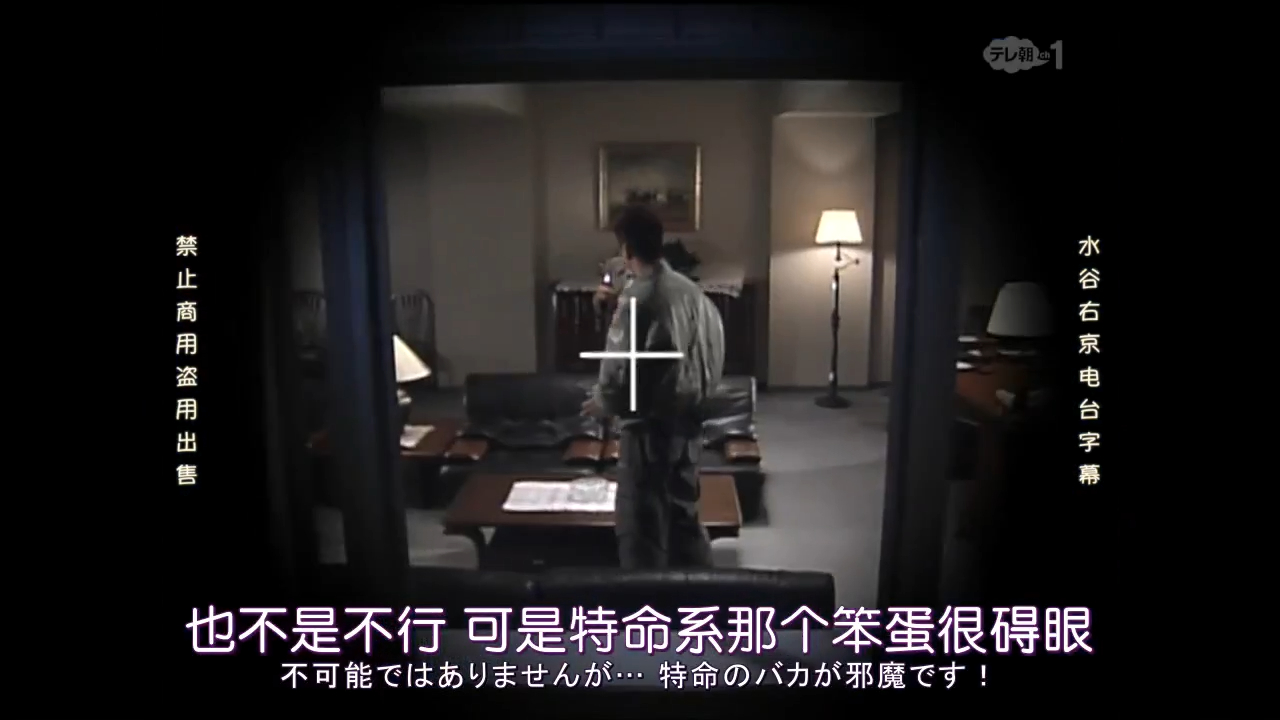 テレ朝ch1
禁止商用盗用出售
水谷右京电台字幕
也不是不行 可是特命系那个笨蛋很碍眼
不可能ではありませんが… 特命のバカが邪魔です！